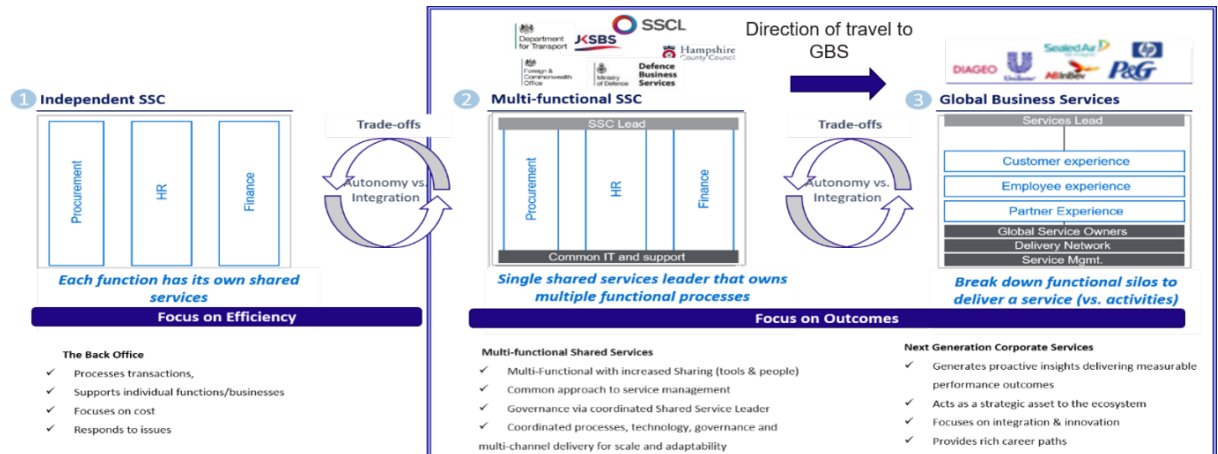 Department
for Transport
UKSBS
SSCL
Hampshire
County Council
Foreign &
Commonwealth
Office
Ministry
of Defence
Defence
Business
Services
Direction of travel to
GBS
DIAGEO
Unilever
Sealed Air
ABInBev
hp
P&G
1 Independent SSC
Procurement
HR
Finance
Each function has its own shared
services
Trade-offs
Autonomy vs.
Integration
2 Multi-functional SSC
SSC Lead
Procurement
HR
Finance
Common IT and support
Single shared services leader that owns
multiple functional processes
Trade-offs
Autonomy vs.
Integration
3 Global Business Services
Services Lead
Customer experience
Employee experience
Partner Experience
Global Service Owners
Delivery Network
Service Mgmt.
Break down functional silos to
deliver a service (vs. activities)
Focus on Efficiency
Focus on Outcomes
The Back Office
✓ Processes transactions,
✓ Supports individual functions/businesses
✓ Focuses on cost
✓ Responds to issues
Multi-functional Shared Services
✓ Multi-Functional with increased Sharing (tools & people)
✓ Common approach to service management
✓ Governance via coordinated Shared Service Leader
✓ Coordinated processes, technology, governance and
multi-channel delivery for scale and adaptability
Next Generation Corporate Services
✓ Generates proactive insights delivering measurable
performance outcomes
✓ Acts as a strategic asset to the ecosystem
✓ Focuses on integration & innovation
✓ Provides rich career paths